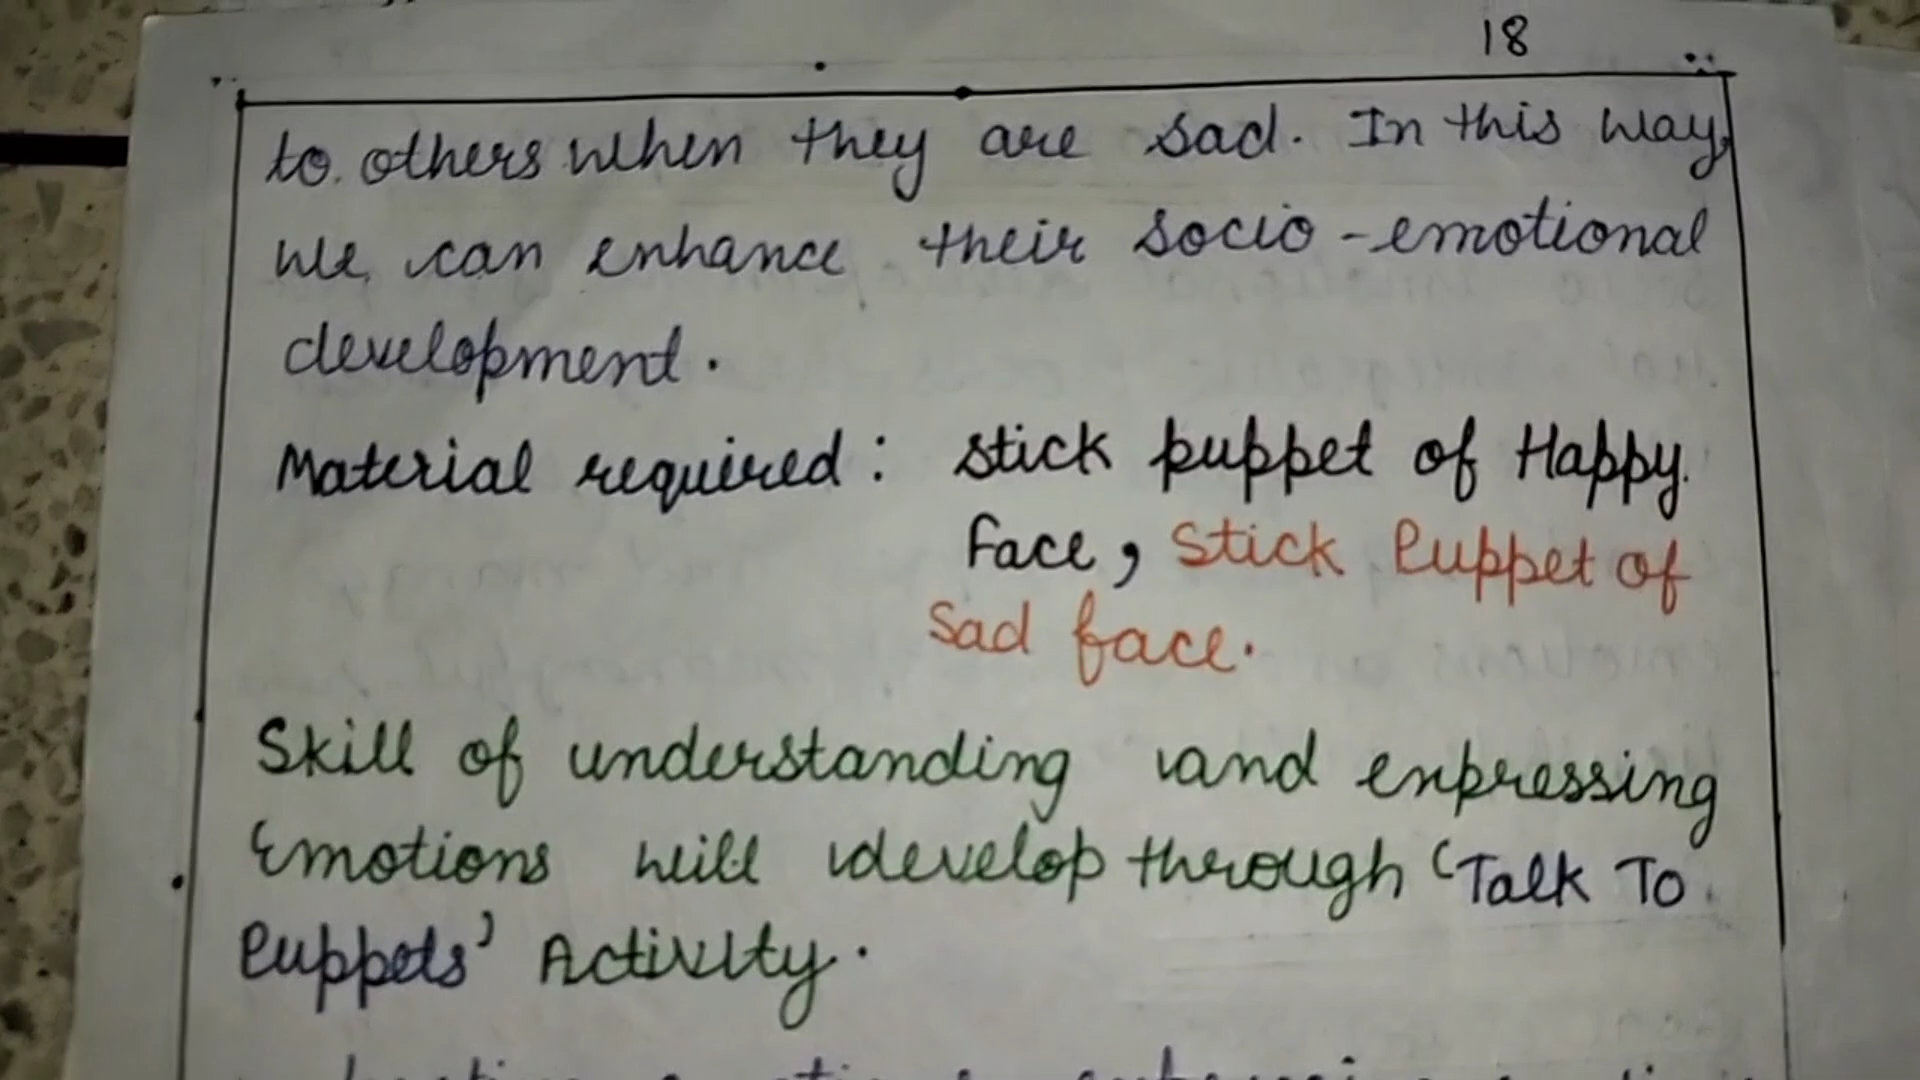 18
to others when they are sad. In this way,
we can enhance their socio-emotional
development.
Material required: stick puppet of Happy
Face, Stick Puppet of
Sad face.
Skill of understanding and expressing
Emotions will develop through 'Talk To
Puppets' Activity.